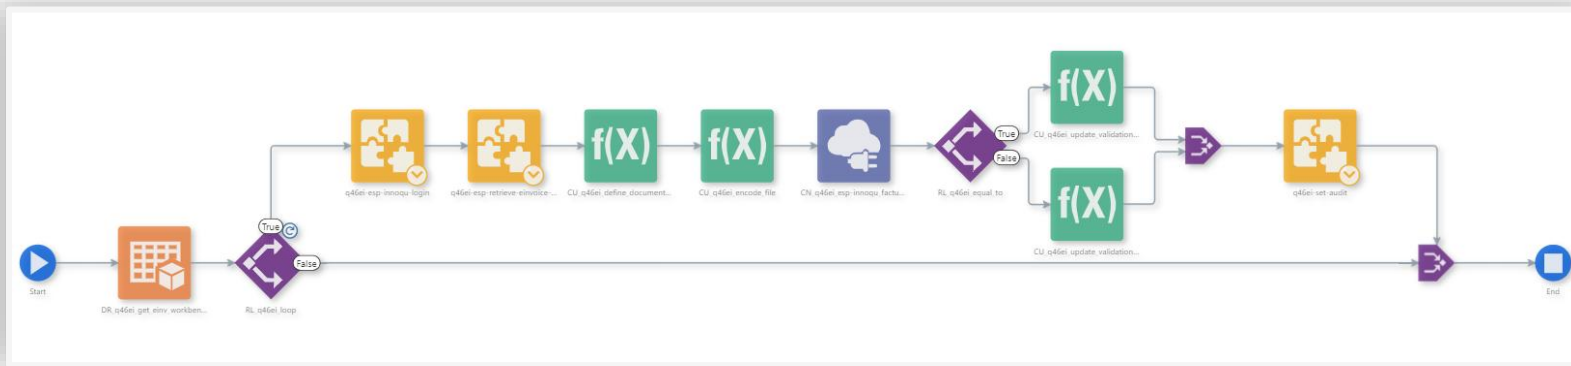 f(X)
CU_q46ei_update_validation...
True
False
f(X)
CU_q46ei_update_validation...
q46ei-esp-innoqu-login
q46ei-esp-retrieve-einvoice-...
f(X)
CU_q46ei_define_document...
f(X)
CU_q46ei_encode_file
CN_q46ei_esp-innoqu_factu...
RL_q46ei_equal_to
q46ei-set-audit
True
False
Start
DR_q46ei_get_einv_workben...
RL_q46ei_loop
End